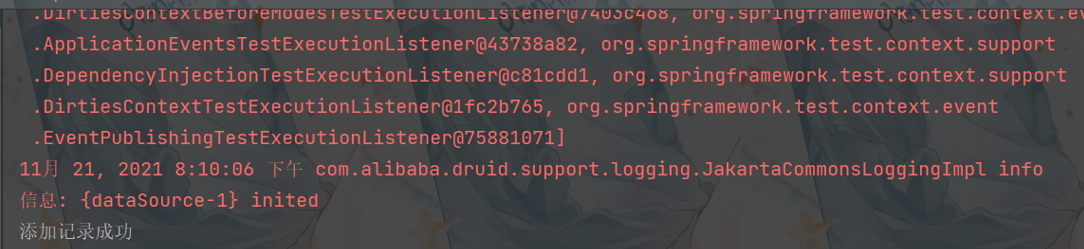 .DirtiesContextBeforeModesTestExecutionListener@7405c468, org.springframework.test.context.ev
.ApplicationEventsTestExecutionListener@43738a82, org.springframework.test.context.support
.DependencyInjectionTestExecutionListener@c81cdd1, org.springframework.test.context.support
.DirtiesContextTestExecutionListener@1fc2b765, org.springframework.test.context.event
.EventPublishingTestExecutionListener@75881071]
11月 21, 2021 8:10:06 下午 com.alibaba.druid.support.logging.JakartaCommonsLoggingImpl info
信息: {dataSource-1} inited
添加记录成功